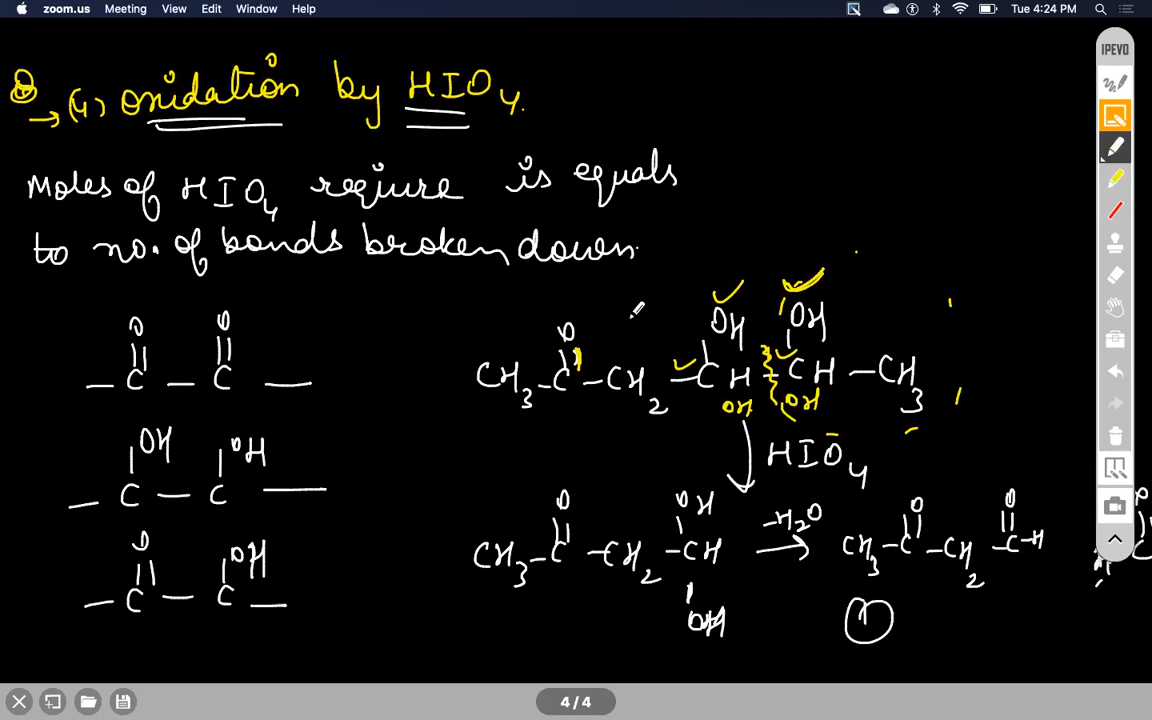 zoom.us Meeting View Edit Window Help
Tue 4:24 PM
IPEVO
→ (4) oxidation by HIO4.
Moles of HIO4 require is equals
to no. of bonds broken down.
O O
— C — C —
OH OH
— C — C —
O OH
— C — C —
O OH OH
CH3 – C – CH2 – CH – CH – CH3
OH OH
HIO4
O OH
CH3 – C – CH2 – CH
OH
–H2O
O O
CH3 – C – CH2 – C – H
1
4 / 4